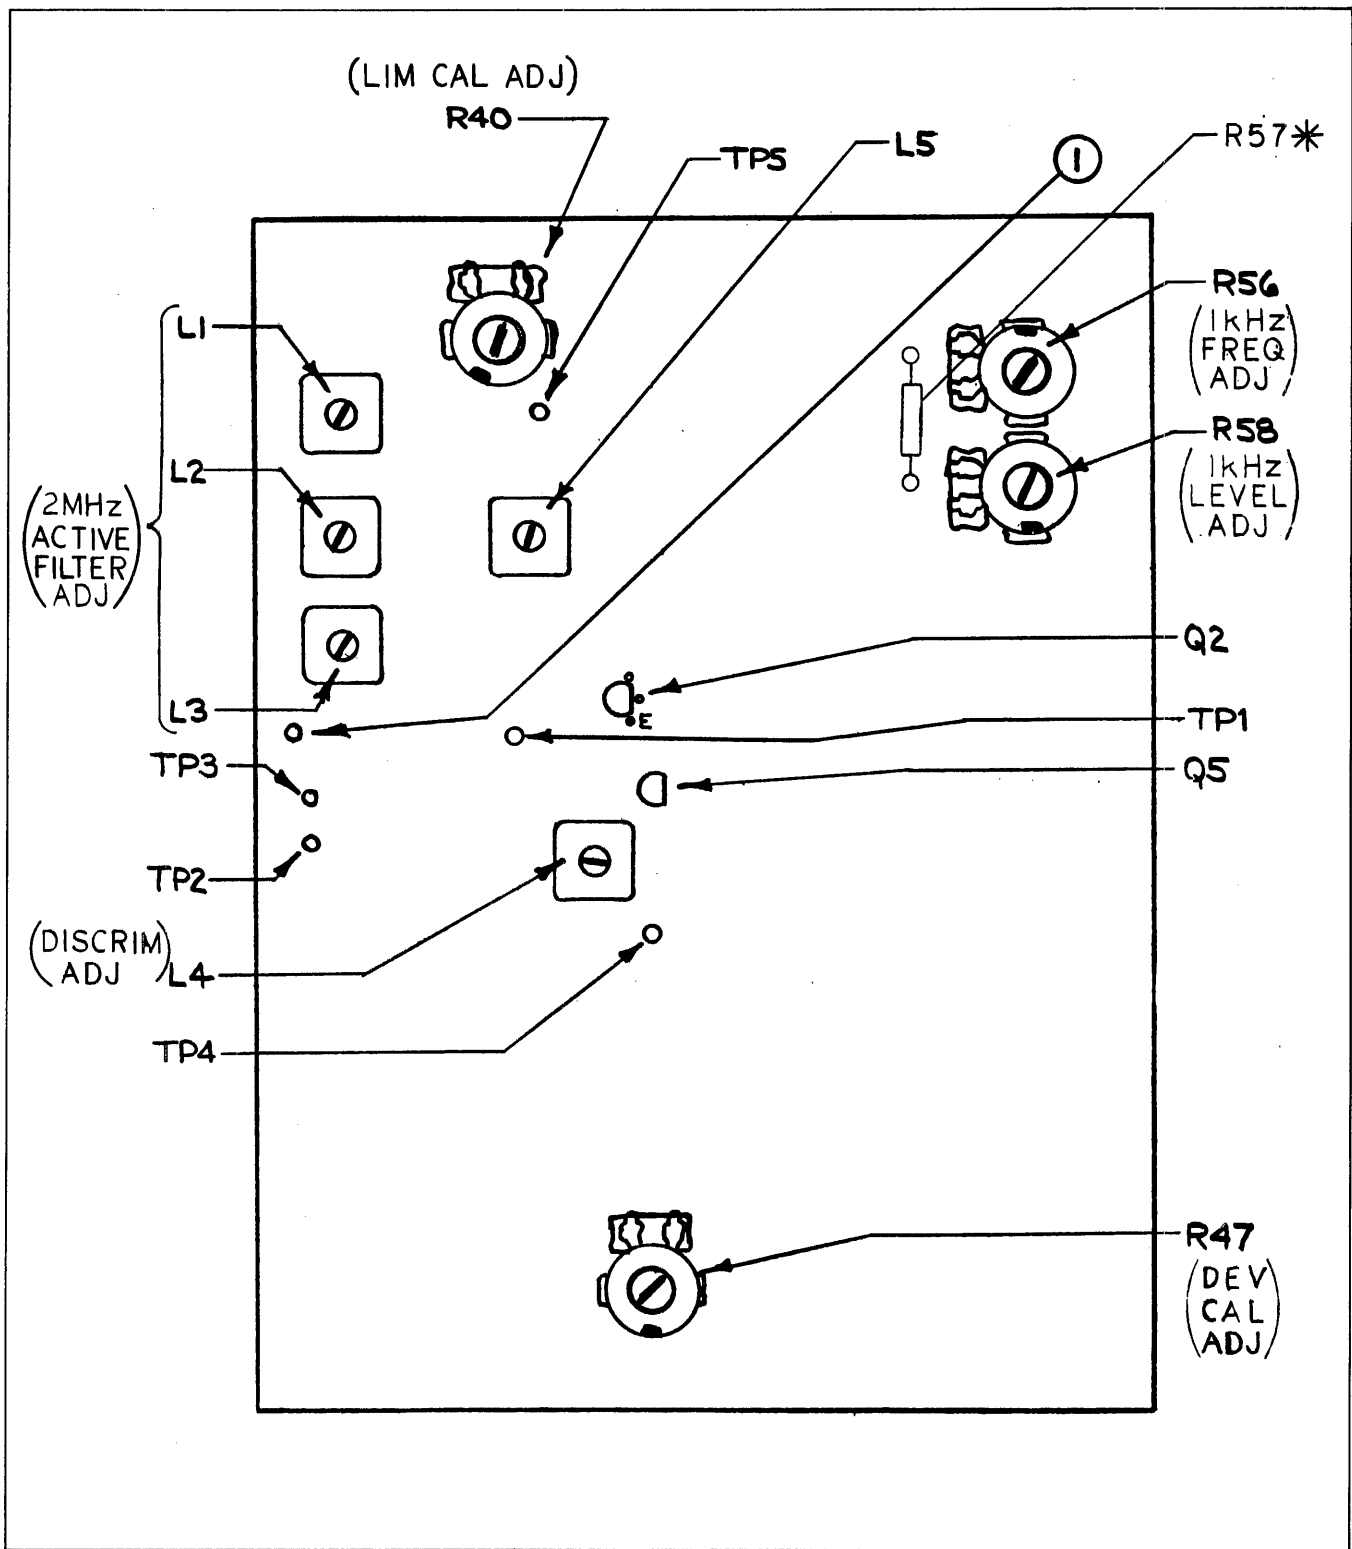 (LIM CAL ADJ)
R40
TP5
L5
1
R57*
R56
(1kHz
FREQ
ADJ)
R58
(1kHz
LEVEL
ADJ)
L1
L2
(2MHz
ACTIVE
FILTER
ADJ)
L3
TP3
TP2
(DISCRIM
ADJ)
L4
TP4
E
Q2
TP1
Q5
R47
(DEV
CAL
ADJ)